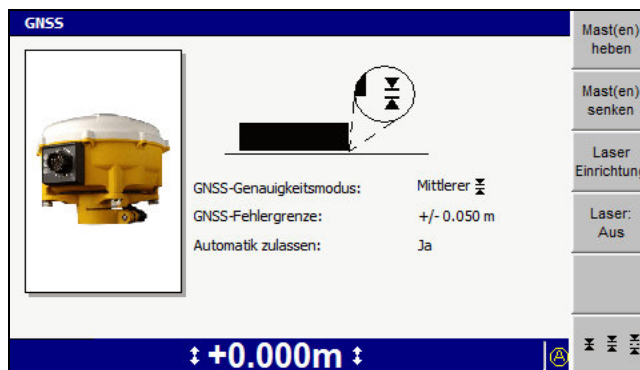 GNSS
GNSS-Genauigkeitsmodus: Mittlerer
GNSS-Fehlergrenze: +/- 0.050 m
Automatik zulassen: Ja
+0.000m
A
Mast(en) heben
Mast(en) senken
Laser
Einrichtung
Laser:
Aus